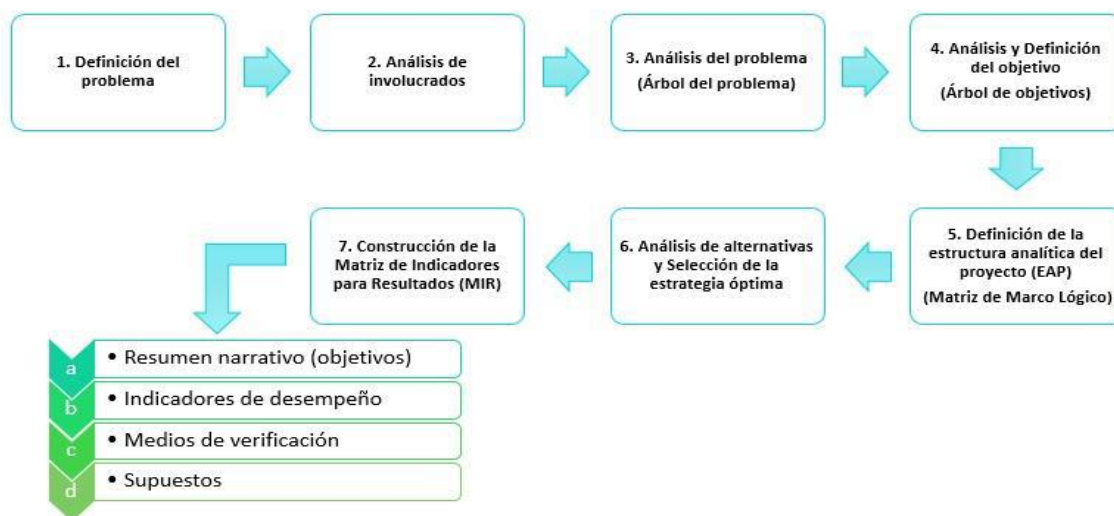 1. Definición del
problema
2. Análisis de
involucrados
3. Análisis del problema
(Árbol del problema)
4. Análisis y Definición
del objetivo
(Árbol de objetivos)
5. Definición de la
estructura analítica del
proyecto (EAP)
(Matriz de Marco Lógico)
6. Análisis de alternativas
y Selección de la
estrategia óptima
7. Construcción de la
Matriz de Indicadores
para Resultados (MIR)
a • Resumen narrativo (objetivos)
b • Indicadores de desempeño
c • Medios de verificación
d • Supuestos